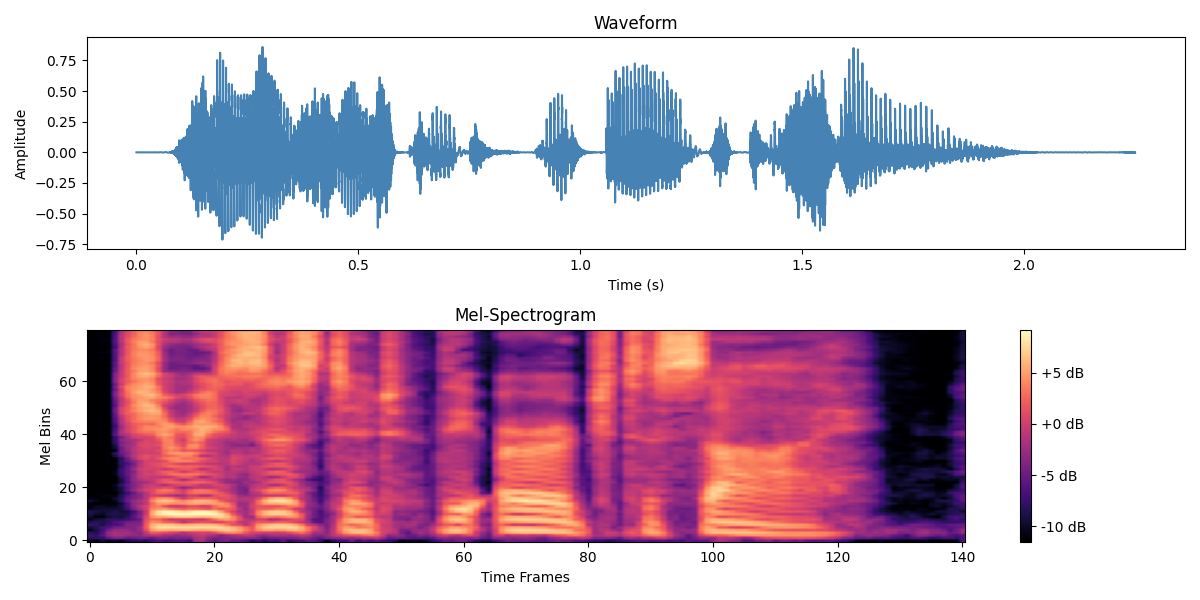 Waveform
0.75
0.50
0.25
0.00
−0.25
−0.50
−0.75
Amplitude
0.0 0.5 1.0 1.5 2.0
Time (s)
Mel-Spectrogram
60
40
20
0
Mel Bins
0 20 40 60 80 100 120 140
Time Frames
+5 dB
+0 dB
-5 dB
-10 dB